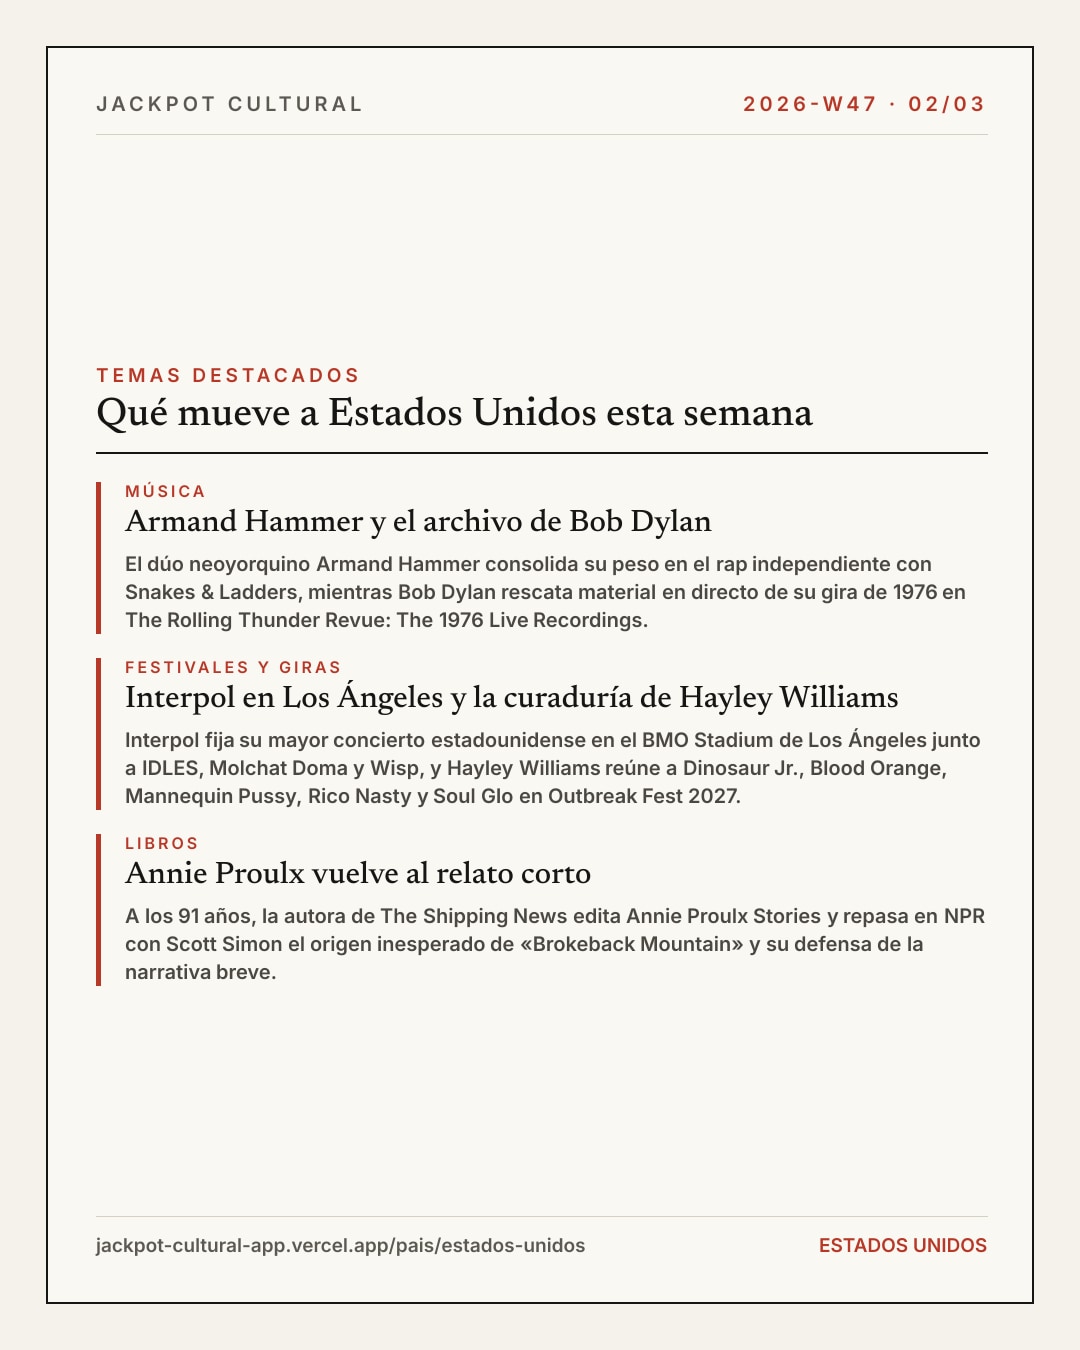 JACKPOT CULTURAL
2026-W47 · 02/03
TEMAS DESTACADOS
Qué mueve a Estados Unidos esta semana
MÚSICA
Armand Hammer y el archivo de Bob Dylan
El dúo neoyorquino Armand Hammer consolida su peso en el rap independiente con
Snakes & Ladders, mientras Bob Dylan rescata material en directo de su gira de 1976 en
The Rolling Thunder Revue: The 1976 Live Recordings.
FESTIVALES Y GIRAS
Interpol en Los Ángeles y la curaduría de Hayley Williams
Interpol fija su mayor concierto estadounidense en el BMO Stadium de Los Ángeles junto
a IDLES, Molchat Doma y Wisp, y Hayley Williams reúne a Dinosaur Jr., Blood Orange,
Mannequin Pussy, Rico Nasty y Soul Glo en Outbreak Fest 2027.
LIBROS
Annie Proulx vuelve al relato corto
A los 91 años, la autora de The Shipping News edita Annie Proulx Stories y repasa en NPR
con Scott Simon el origen inesperado de «Brokeback Mountain» y su defensa de la
narrativa breve.
jackpot-cultural-app.vercel.app/pais/estados-unidos
ESTADOS UNIDOS